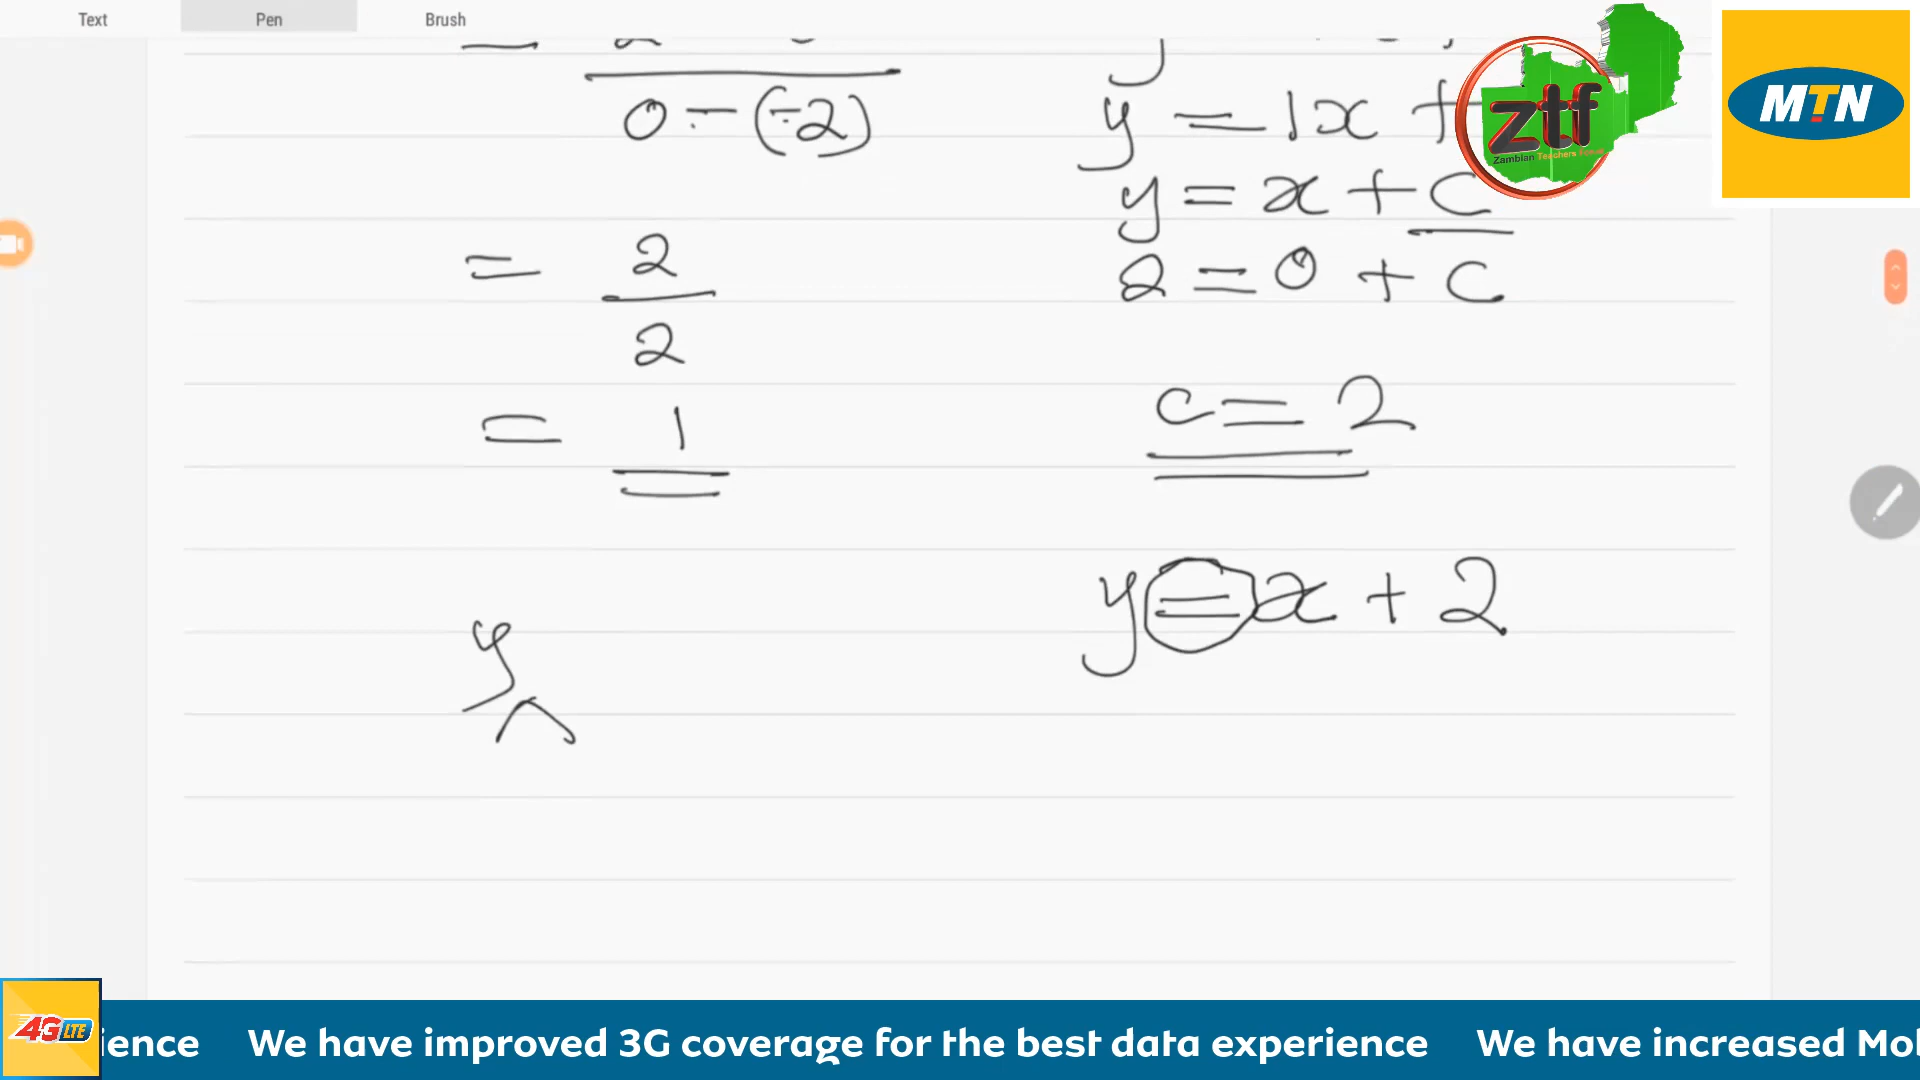 Text Pen Brush
0 - (-2)
= 2
2
= 1
y = 1x +
y = x + c
2 = 0 + c
c = 2
y = x + 2
y
ztf
Zambian Teachers
MTN
4G LTE
ience We have improved 3G coverage for the best data experience We have increased Mo